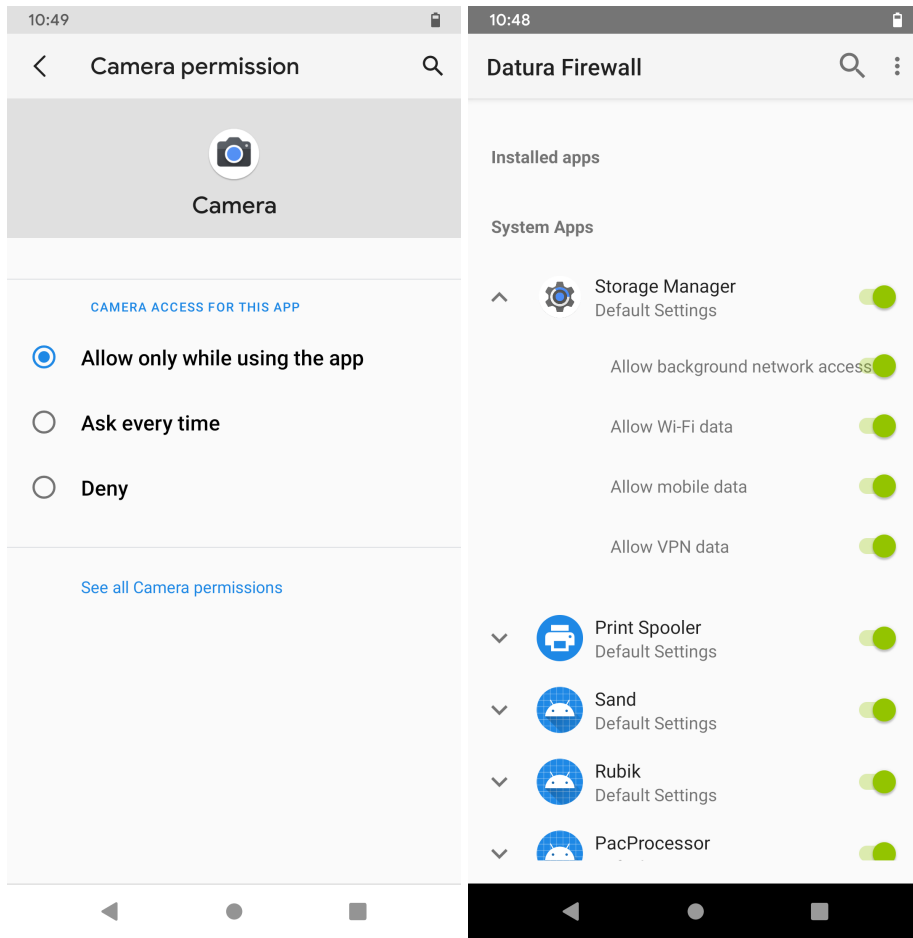 10:49
Camera permission
Camera
CAMERA ACCESS FOR THIS APP
Allow only while using the app
Ask every time
Deny
See all Camera permissions
10:48
Datura Firewall
Installed apps
System Apps
Storage Manager
Default Settings
Allow background network access
Allow Wi-Fi data
Allow mobile data
Allow VPN data
Print Spooler
Default Settings
Sand
Default Settings
Rubik
Default Settings
PacProcessor